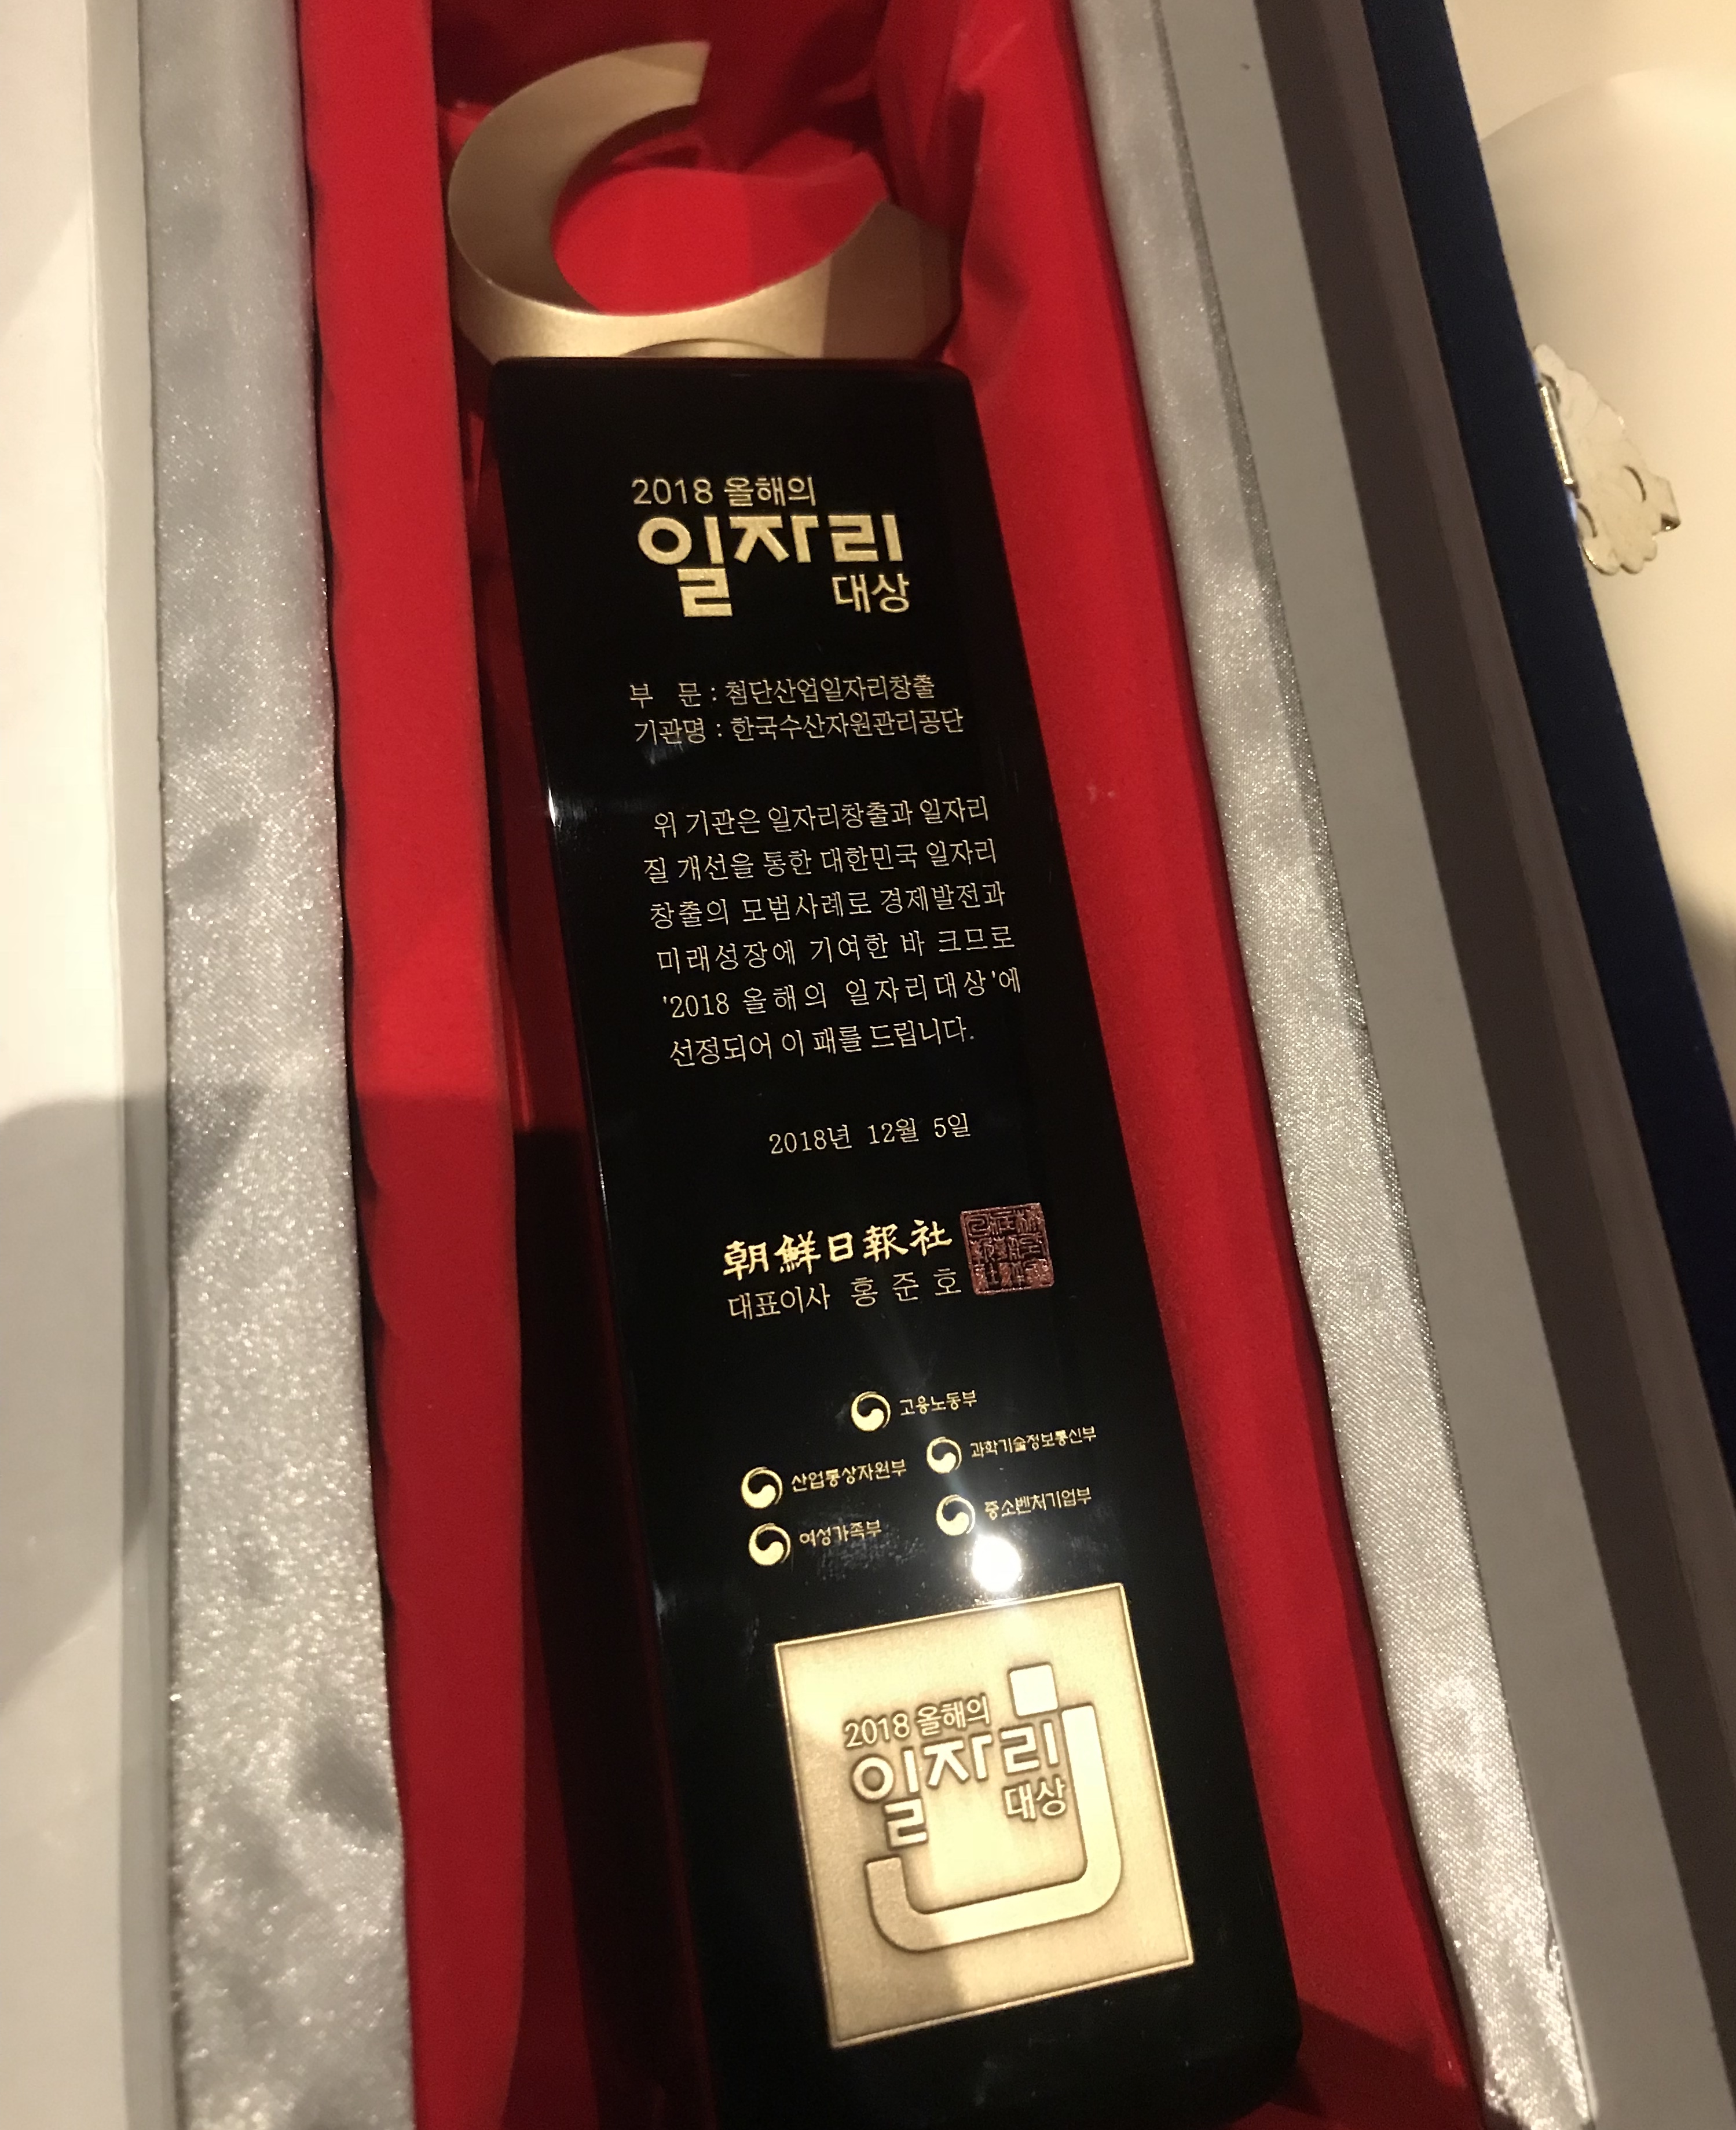 2018 올해의
일자리
대상
부 문 : 첨단산업일자리창출
기관명 : 한국수산자원관리공단
위 기관은 일자리창출과 일자리
질 개선을 통한 대한민국 일자리
창출의 모범사례로 경제발전과
미래성장에 기여한 바 크므로
'2018 올해의 일자리대상'에
선정되어 이 패를 드립니다.
2018년 12월 5일
朝鮮日報社
대표이사 홍 준 호
고용노동부
산업통상자원부 과학기술정보통신부
여성가족부 중소벤처기업부
2018 올해의
일자리
대상